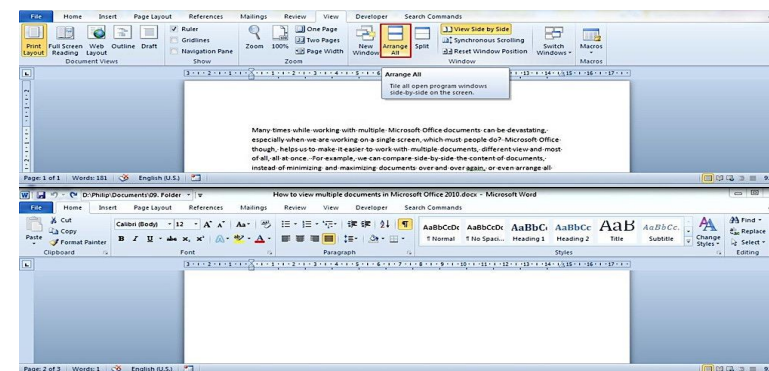 File Home Insert Page Layout References Mailings Review View Developer Search Commands
Print Layout Full Screen Reading Web Layout Outline Draft
Document Views
Ruler
Gridlines
Navigation Pane
Show
Zoom 100% One Page
Two Pages
Page Width
Zoom
New Window Arrange All Split
View Side by Side
Synchronous Scrolling
Reset Window Position
Window
Switch Windows
Macros
Macros
Arrange All
Tile all open program windows
side-by-side on the screen.
Many times while working with multiple Microsoft Office documents can be devastating,
especially when we are working on a single screen, which must people do? Microsoft Office
though, helps us to make it easier to work with multiple documents, different view and most
of all, all at once. For example, we can compare side-by-side the content of documents,
instead of minimizing and maximizing documents over and over again, or even arrange all
Page: 1 of 1 Words: 181 English (U.S.)
D:\Philip\Documents\09. Folder How to view multiple documents in Microsoft Office 2010.docx - Microsoft Word
File Home Insert Page Layout References Mailings Review View Developer Search Commands
Paste
Cut
Copy
Format Painter
Clipboard
Calibri (Body) 12
Font
Paragraph
AaBbCcDc AaBbCcDc AaBbC AaBbCc AaB AaBbCc.
¶ Normal ¶ No Spaci... Heading 1 Heading 2 Title Subtitle
Change Styles
Styles
Find
Replace
Select
Editing
Page: 2 of 3 Words: 1 English (U.S.)